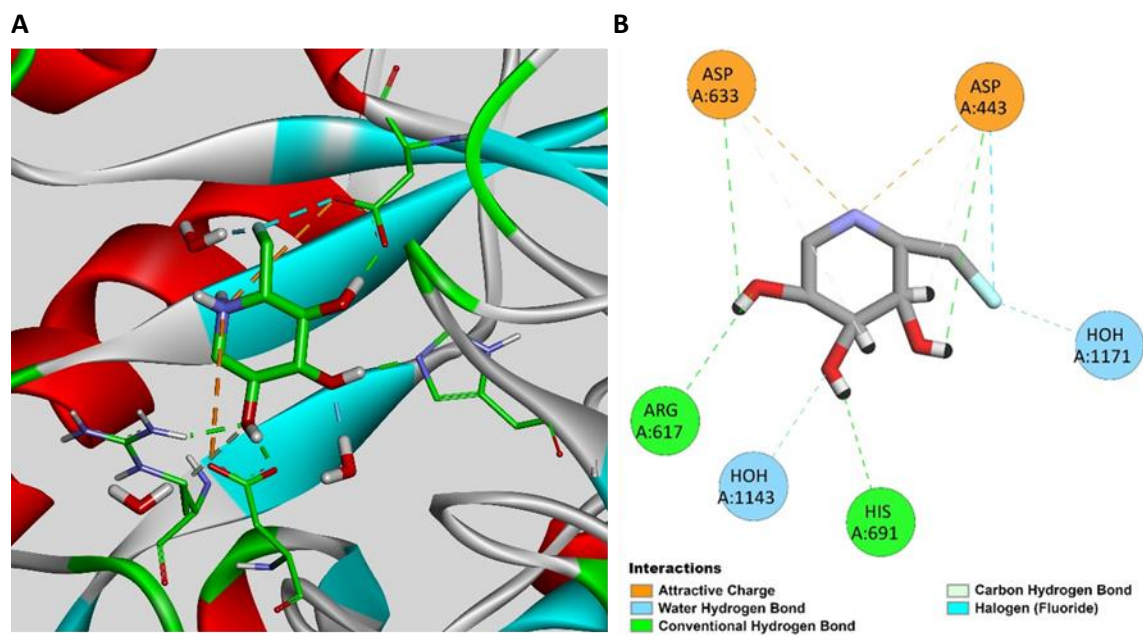 A
B
ASP
A:633
ASP
A:443
HOH
A:1171
ARG
617
HOH
A:1143
HIS
691
Interactions
Attractive Charge
Water Hydrogen Bond
Conventional Hydrogen Bond
Carbon Hydrogen Bond
Halogen (Fluoride)